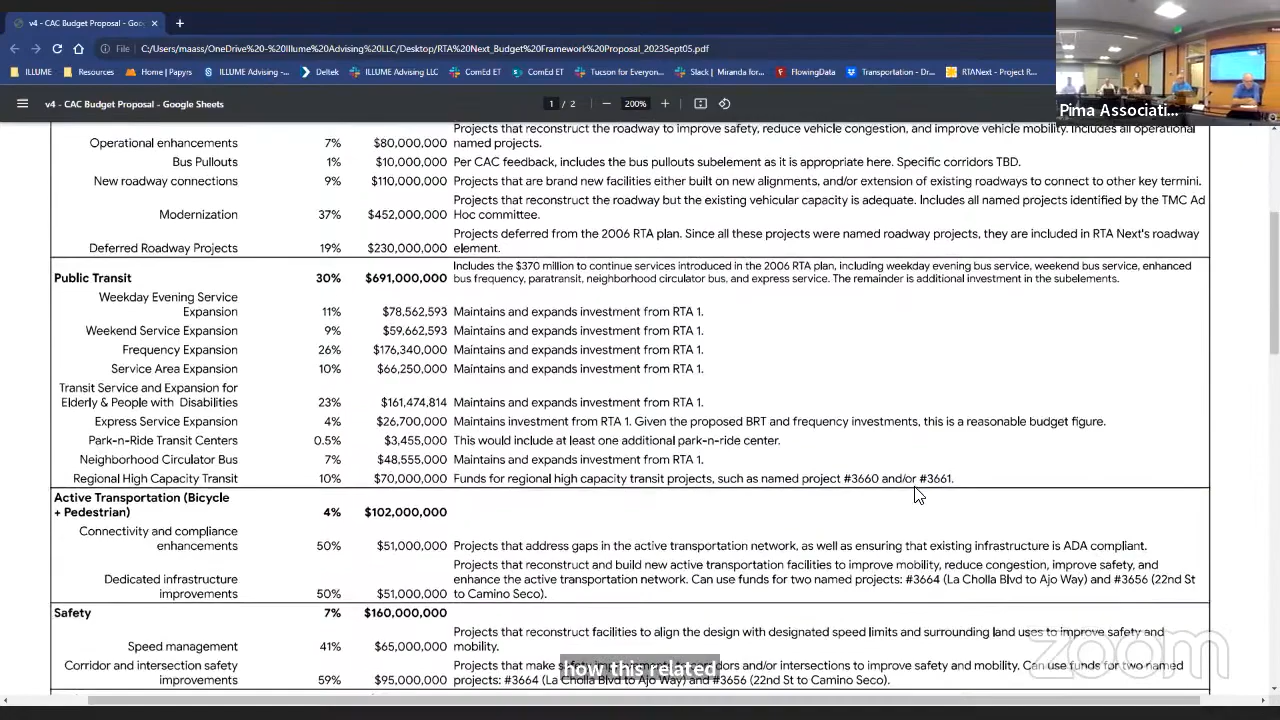 v4 - CAC Budget Proposal - Goo
File
C:/Users/maass/OneDrive%20-%20Illume%20Advising%20LLC/Desktop/RTA%20Next_Budget%20Framework%20Proposal_2023Sept05.pdf
ILLUME
Resources
Home | Papyrs
ILLUME Advising -...
Deltek
ILLUME Advising LLC
ComEd ET
ComEd ET
Tucson for Everyon...
Slack | Miranda for...
FlowingData
Transportation - Dr...
RTANext - Project R...
Pima Associati...
v4 - CAC Budget Proposal - Google Sheets
1 / 2
200%
Projects that reconstruct the roadway to improve safety, reduce vehicle congestion, and improve vehicle mobility. Includes all operational
Operational enhancements 7% $80,000,000 named projects.
Bus Pullouts 1% $10,000,000 Per CAC feedback, includes the bus pullouts subelement as it is appropriate here. Specific corridors TBD.
New roadway connections 9% $110,000,000 Projects that are brand new facilities either built on new alignments, and/or extension of existing roadways to connect to other key termini.
Projects that reconstruct the roadway but the existing vehicular capacity is adequate. Includes all named projects identified by the TMC Ad
Modernization 37% $452,000,000 Hoc committee.
Projects deferred from the 2006 RTA plan. Since all these projects were named roadway projects, they are included in RTA Next's roadway
Deferred Roadway Projects 19% $230,000,000 element.
Includes the $370 million to continue services introduced in the 2006 RTA plan, including weekday evening bus service, weekend bus service, enhanced
Public Transit 30% $691,000,000 bus frequency, paratransit, neighborhood circulator bus, and express service. The remainder is additional investment in the subelements.
Weekday Evening Service
Expansion 11% $78,562,593 Maintains and expands investment from RTA 1.
Weekend Service Expansion 9% $59,662,593 Maintains and expands investment from RTA 1.
Frequency Expansion 26% $176,340,000 Maintains and expands investment from RTA 1.
Service Area Expansion 10% $66,250,000 Maintains and expands investment from RTA 1.
Transit Service and Expansion for
Elderly & People with Disabilities 23% $161,474,814 Maintains and expands investment from RTA 1.
Express Service Expansion 4% $26,700,000 Maintains investment from RTA 1. Given the proposed BRT and frequency investments, this is a reasonable budget figure.
Park-n-Ride Transit Centers 0.5% $3,455,000 This would include at least one additional park-n-ride center.
Neighborhood Circulator Bus 7% $48,555,000 Maintains and expands investment from RTA 1.
Regional High Capacity Transit 10% $70,000,000 Funds for regional high capacity transit projects, such as named project #3660 and/or #3661.
Active Transportation (Bicycle
+ Pedestrian) 4% $102,000,000
Connectivity and compliance
enhancements 50% $51,000,000 Projects that address gaps in the active transportation network, as well as ensuring that existing infrastructure is ADA compliant.
Projects that reconstruct and build new active transportation facilities to improve mobility, reduce congestion, improve safety, and
Dedicated infrastructure enhance the active transportation network. Can use funds for two named projects: #3664 (La Cholla Blvd to Ajo Way) and #3656 (22nd St
improvements 50% $51,000,000 to Camino Seco).
Safety 7% $160,000,000
Projects that reconstruct facilities to align the design with designated speed limits and surrounding land uses to improve safety and
Speed management 41% $65,000,000 mobility.
Corridor and intersection safety Projects that make corridors and/or intersections to improve safety and mobility. Can use funds for two named
improvements 59% $95,000,000 projects: #3664 (La Cholla Blvd to Ajo Way) and #3656 (22nd St to Camino Seco).
how this related
zoom